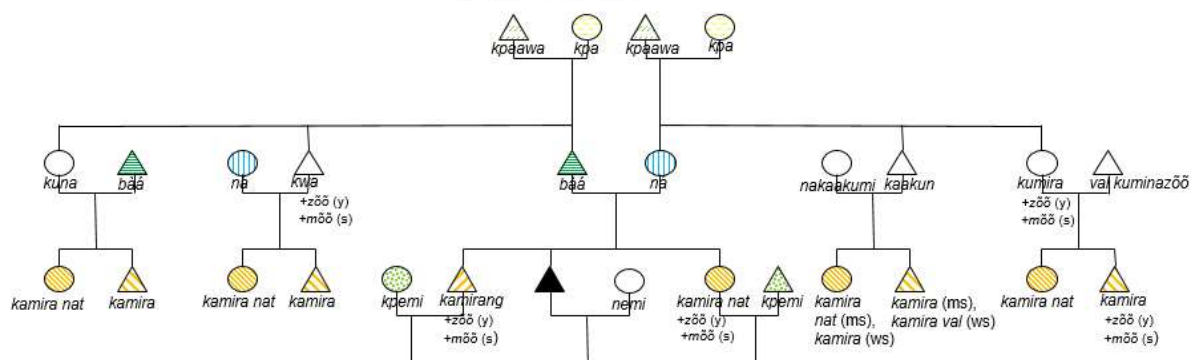 kpaawa kpa kpaawa kpa
kuna bàá nà kwa bàá nà nakaakumi kaakun kumira val kuminazõõ
+zõõ (y)
+mõõ (s)
+zõõ (y)
+mõõ (s)
kamira nat kamira kamira nat kamira kpemi kamirang nemi kamira nat kpemi kamira kamira (ms), kamira nat kamira
nat (ms), kamira val (ws)
kamira (ws)
+zõõ (y)
+mõõ (s)
+zõõ (y)
+mõõ (s)
+zõõ (y)
+mõõ (s)